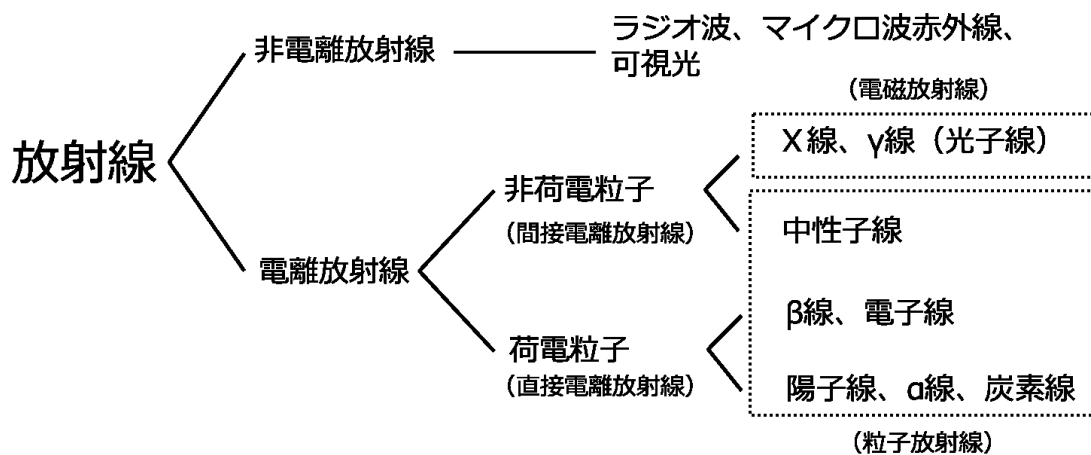 放射線
非電離放射線
ラジオ波、マイクロ波赤外線、
可視光
電離放射線
非荷電粒子
(間接電離放射線)
(電磁放射線)
X線、γ線（光子線）
中性子線
荷電粒子
(直接電離放射線)
β線、電子線
陽子線、α線、炭素線
(粒子放射線)